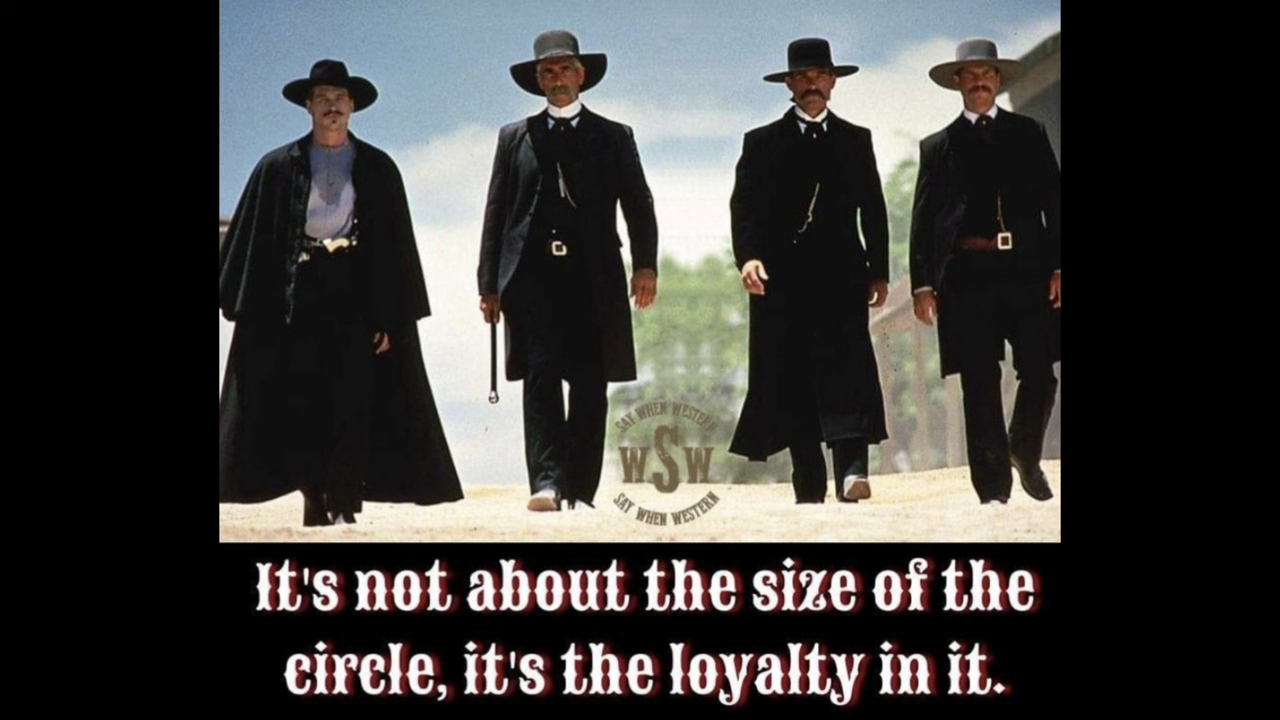 SAY WHEN WESTERN
WSW
SAY WHEN WESTERN
It's not about the size of the
circle, it's the loyalty in it.